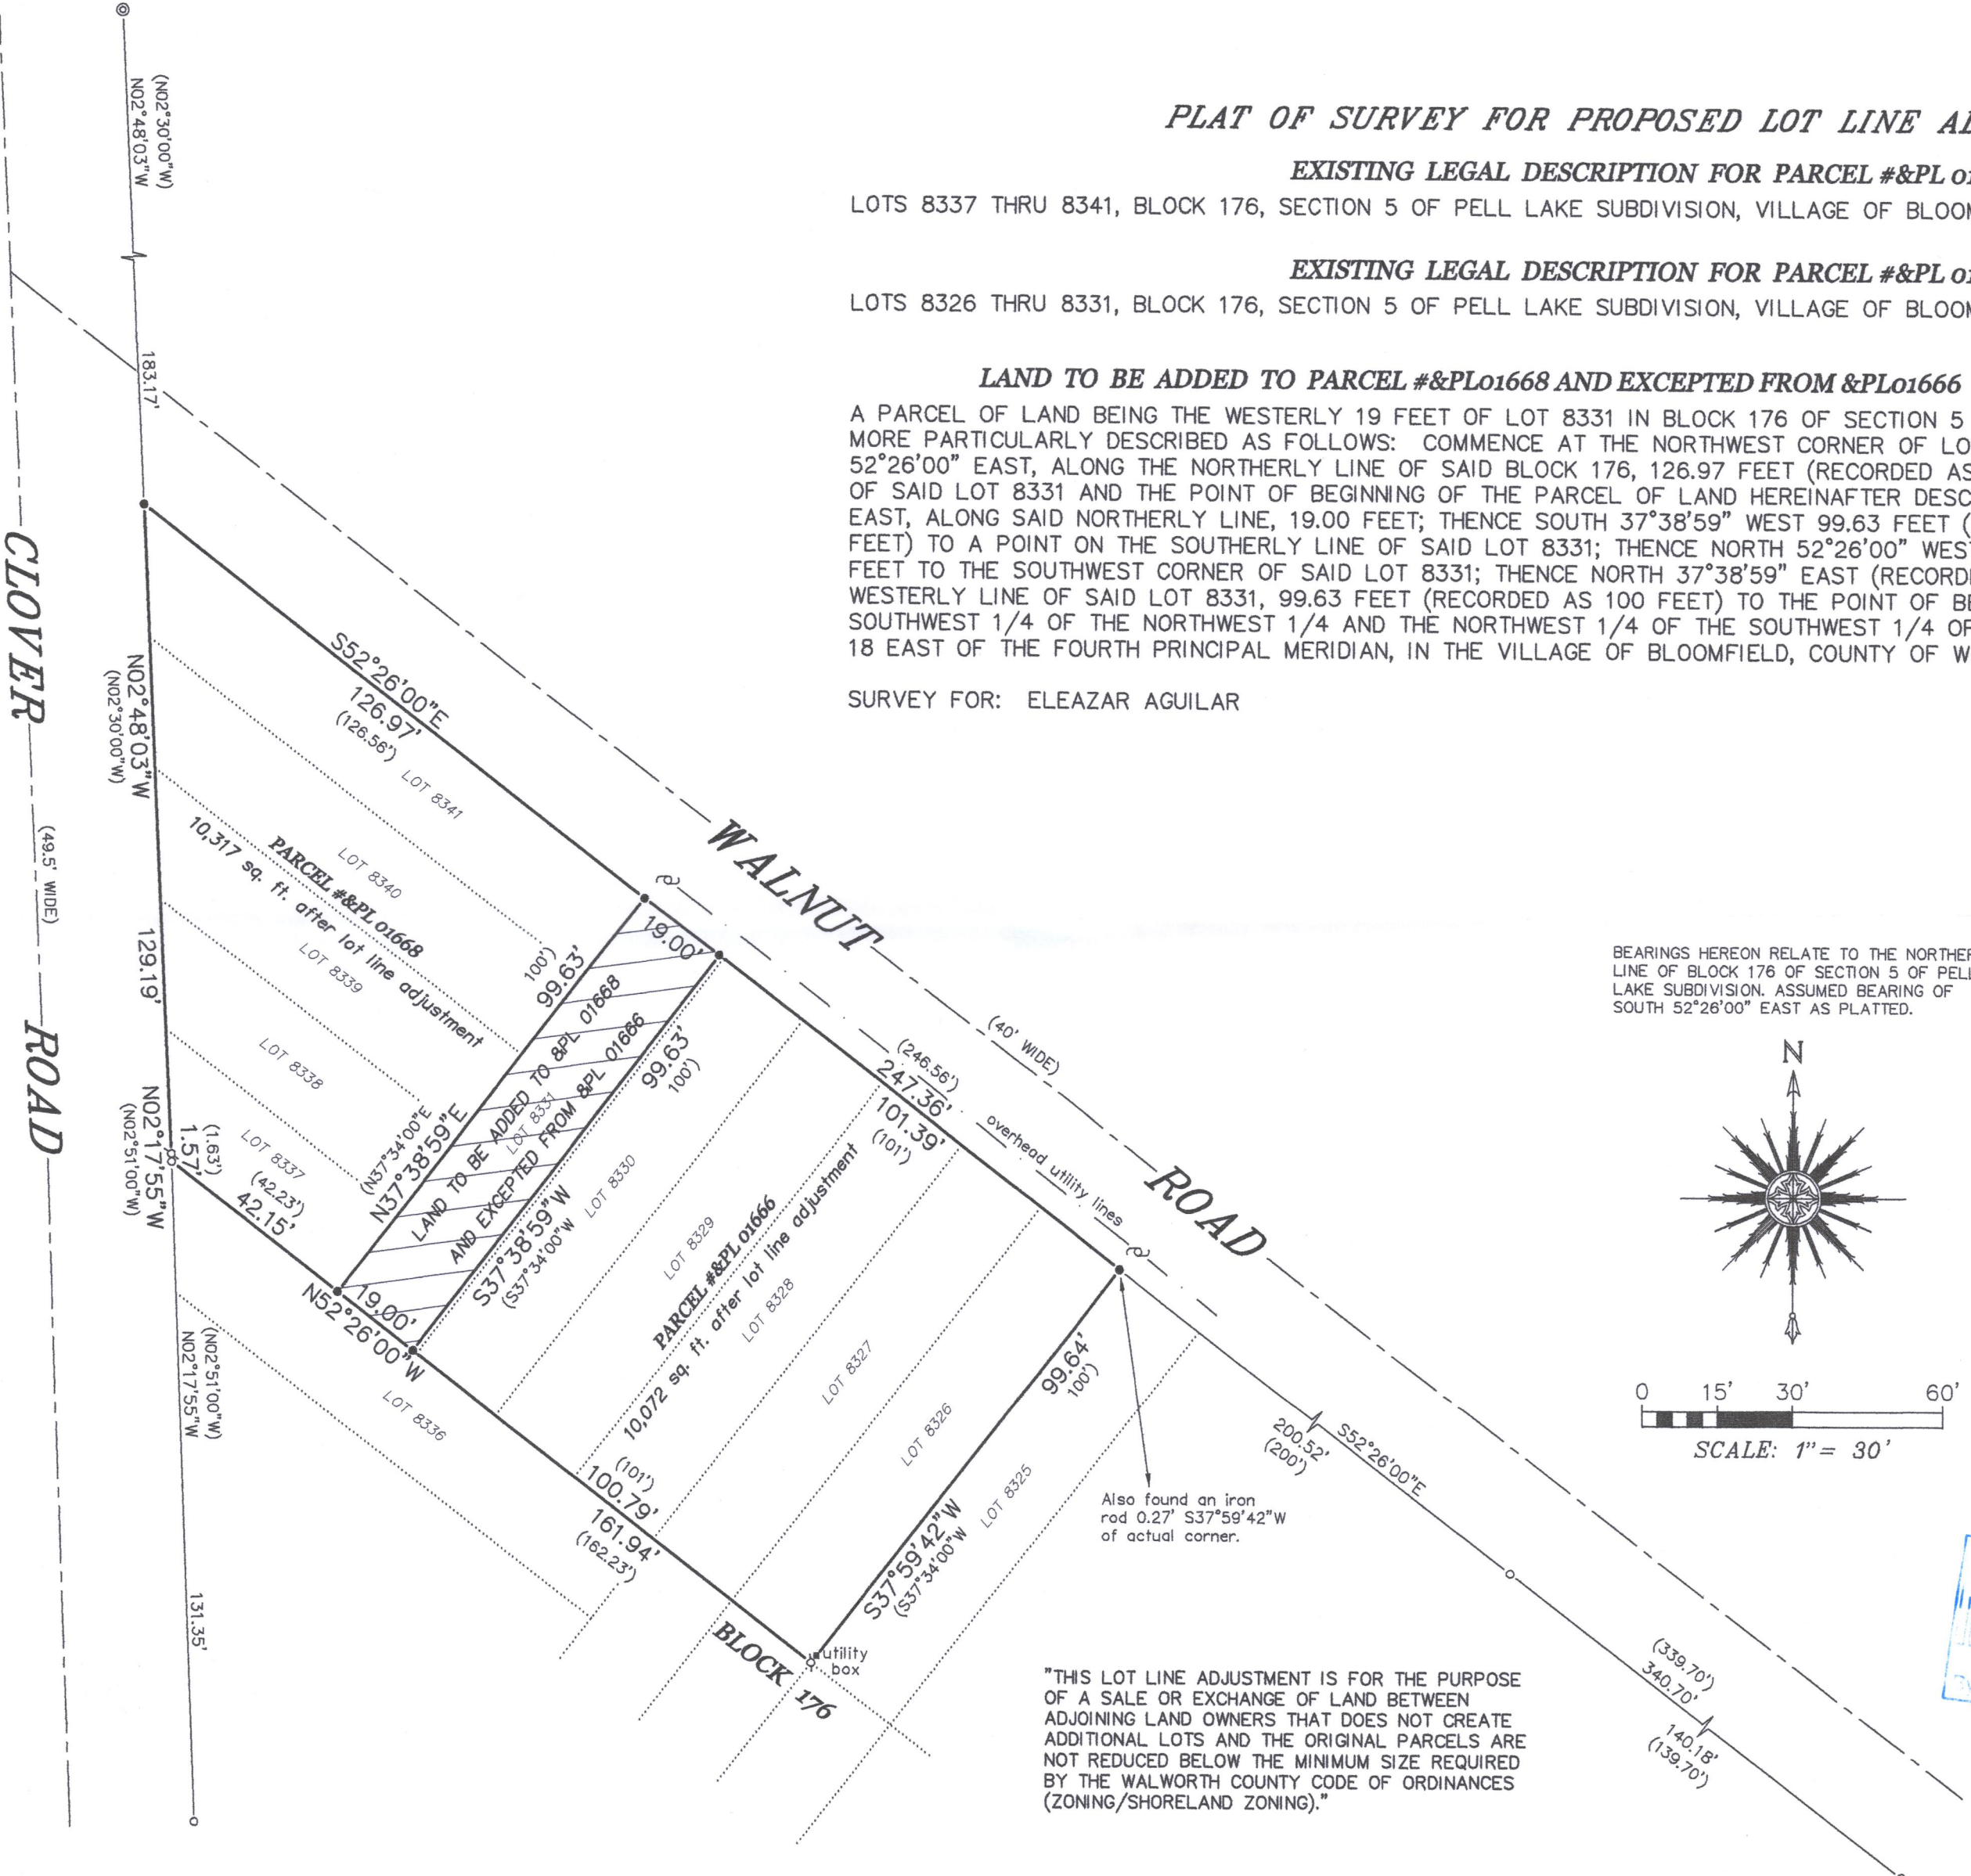 PLAT OF SURVEY FOR PROPOSED LOT LINE
EXISTING LEGAL DESCRIPTION FOR PARCEL #&PL
LOTS 8337 THRU 8341, BLOCK 176, SECTION 5 OF PELL LAKE SUBDIVISION, VILLAGE OF
EXISTING LEGAL DESCRIPTION FOR PARCEL #&PL
LOTS 8326 THRU 8331, BLOCK 176, SECTION 5 OF PELL LAKE SUBDIVISION, VILLAGE OF
LAND TO BE ADDED TO PARCEL #&PL01668 AND EXCEPTED FROM &PL01666
A PARCEL OF LAND BEING THE WESTERLY 19 FEET OF LOT 8331 IN BLOCK 176 OF SECTION 5
MORE PARTICULARLY DESCRIBED AS FOLLOWS: COMMENCE AT THE NORTHWEST CORNER OF
52°26'00" EAST, ALONG THE NORTHERLY LINE OF SAID BLOCK 176, 126.97 FEET (RECORDED AS
OF SAID LOT 8331 AND THE POINT OF BEGINNING OF THE PARCEL OF LAND HEREINAFTER
EAST, ALONG SAID NORTHERLY LINE, 19.00 FEET; THENCE SOUTH 37°38'59" WEST 99.63 FEET (
FEET) TO A POINT ON THE SOUTHERLY LINE OF SAID LOT 8331; THENCE NORTH 52°26'00" WEST
FEET TO THE SOUTHWEST CORNER OF SAID LOT 8331; THENCE NORTH 37°38'59" EAST
WESTERLY LINE OF SAID LOT 8331, 99.63 FEET (RECORDED AS 100 FEET) TO THE POINT OF
SOUTHWEST 1/4 OF THE NORTHWEST 1/4 AND THE NORTHWEST 1/4 OF THE SOUTHWEST 1/4 OF
18 EAST OF THE FOURTH PRINCIPAL MERIDIAN, IN THE VILLAGE OF BLOOMFIELD, COUNTY OF
SURVEY FOR: ELEAZAR AGUILAR
(N02°30'00"W)
N02°48'03"W
183.17'
CLOVER ROAD
(49.5' WIDE)
N02°48'03"W
(N02°30'00"W)
129.19'
S52°26'00"E
126.97'
(126.56')
LOT 8341
LOT 8340
PARCEL #&PL 01668
10,317 sq. ft. after lot line adjustment
LOT 8339
LOT 8338
LOT 8337
N02°17'55"W
(N02°51'00"W)
(1.63')
1.57'
(42.23')
42.15'
100')
99.63'
(N37°34'00"E
N37°38'59"E
19.00'
LAND TO BE ADDED TO &PL 01668
LOT 8331
AND EXCEPTED FROM &PL 01666
99.63'
100')
S37°38'59"W
(S37°34'00"W
19.00'
N52°26'00"W
LOT 8336
(N02°51'00"W)
N02°17'55"W
131.35'
WALNUT ROAD
(40' WIDE)
overhead utility lines
(246.56')
247.36'
101.39'
(101')
LOT 8330
LOT 8329
PARCEL #&PL 01666
10,072 sq. ft. after lot line adjustment
LOT 8328
LOT 8327
LOT 8326
LOT 8325
99.64'
100')
S37°59'42"W
(S37°34'00"W
(101')
100.79'
161.94'
(162.23')
BLOCK 176
utility
box
Also found an iron
rod 0.27' S37°59'42"W
of actual corner.
200.52'
(200')
S52°26'00"E
(339.70')
340.70'
140.18'
(139.70')
BEARINGS HEREON RELATE TO THE
LINE OF BLOCK 176 OF SECTION 5 OF PELL
LAKE SUBDIVISION. ASSUMED BEARING OF
SOUTH 52°26'00" EAST AS PLATTED.
N
0 15' 30' 60'
SCALE: 1"= 30'
"THIS LOT LINE ADJUSTMENT IS FOR THE PURPOSE
OF A SALE OR EXCHANGE OF LAND BETWEEN
ADJOINING LAND OWNERS THAT DOES NOT CREATE
ADDITIONAL LOTS AND THE ORIGINAL PARCELS ARE
NOT REDUCED BELOW THE MINIMUM SIZE REQUIRED
BY THE WALWORTH COUNTY CODE OF ORDINANCES
(ZONING/SHORELAND ZONING)."